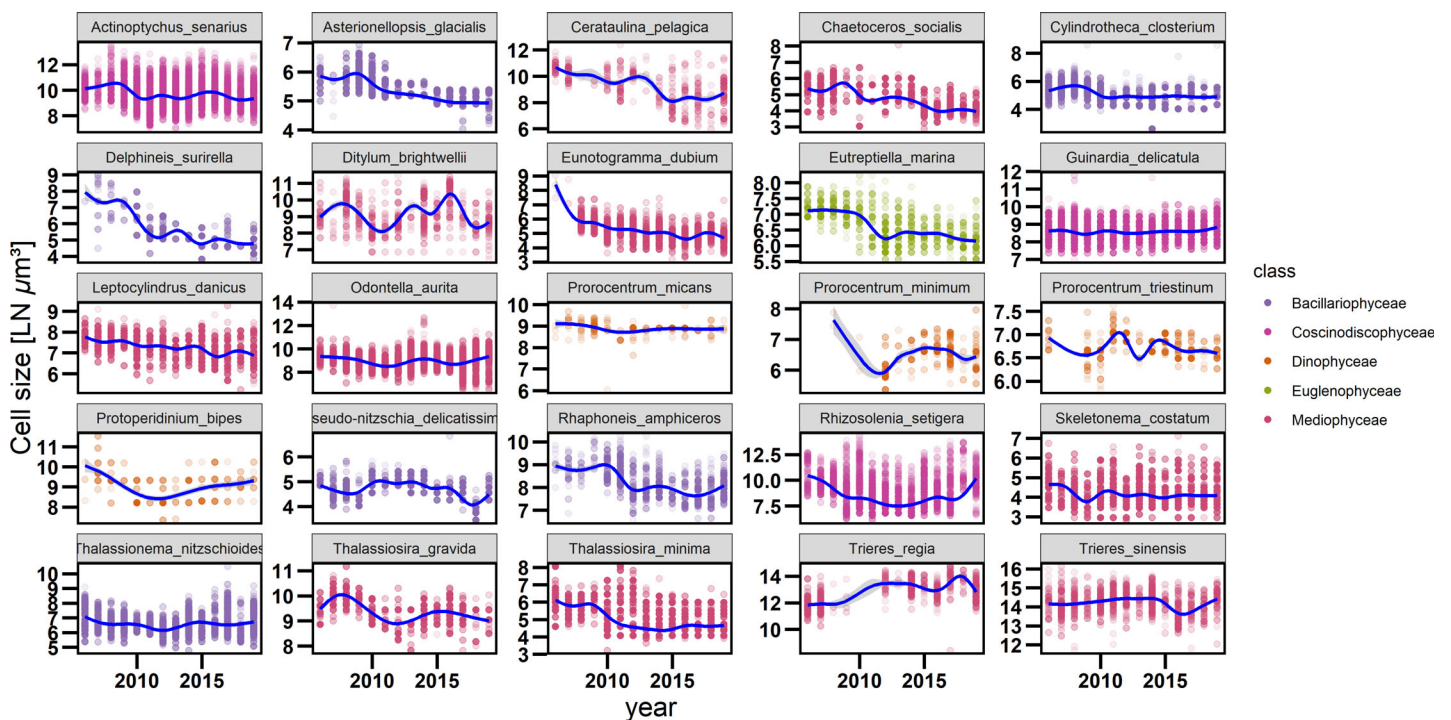 Actinoptychus_senarius Asterionellopsis_glacialis Cerataulina_pelagica Chaetoceros_socialis Cylindrotheca_closterium
12 10 8
7 6 5 4
12 10 8 6
8 7 6 5 4 3
8 6 4
Delphineis_surirella Ditylum_brightwellii Eunotogramma_dubium Eutreptiella_marina Guinardia_delicatula
9 8 7 6 5 4
11 10 9 8 7
9 8 7 6 5 4 3
8.0 7.5 7.0 6.5 6.0 5.5
12 11 10 9 8 7
Leptocylindrus_danicus Odontella_aurita Prorocentrum_micans Prorocentrum_minimum Prorocentrum_triestinum
9 8 7 6
14 12 10 8
10 9 8 7 6
8 7 6
7.5 7.0 6.5 6.0
Protoperidinium_bipes seudo-nitzschia_delicatissim Rhaphoneis_amphiceros Rhizosolenia_setigera Skeletonema_costatum
11 10 9 8
6 5 4
10 9 8 7
12.5 10.0 7.5
7 6 5 4 3
Thalassionema_nitzschioides Thalassiosira_gravida Thalassiosira_minima Trieres_regia Trieres_sinensis
10 9 8 7 6 5
11 10 9 8
8 7 6 5 4 3
14 12 10
16 15 14 13 12
2010 2015 2010 2015 2010 2015 2010 2015 2010 2015
year
Cell size [LN µm³]
class
Bacillariophyceae
Coscinodiscophyceae
Dinophyceae
Euglenophyceae
Mediophyceae